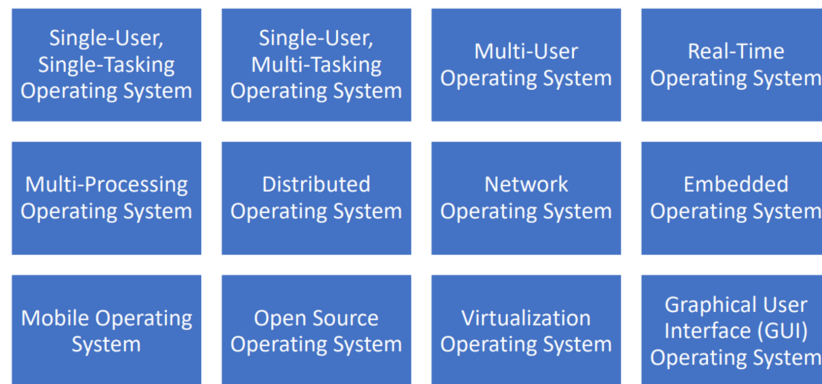 Single-User,
Single-Tasking
Operating System
Single-User,
Multi-Tasking
Operating System
Multi-User
Operating System
Real-Time
Operating System
Multi-Processing
Operating System
Distributed
Operating System
Network
Operating System
Embedded
Operating System
Mobile Operating
System
Open Source
Operating System
Virtualization
Operating System
Graphical User
Interface (GUI)
Operating System